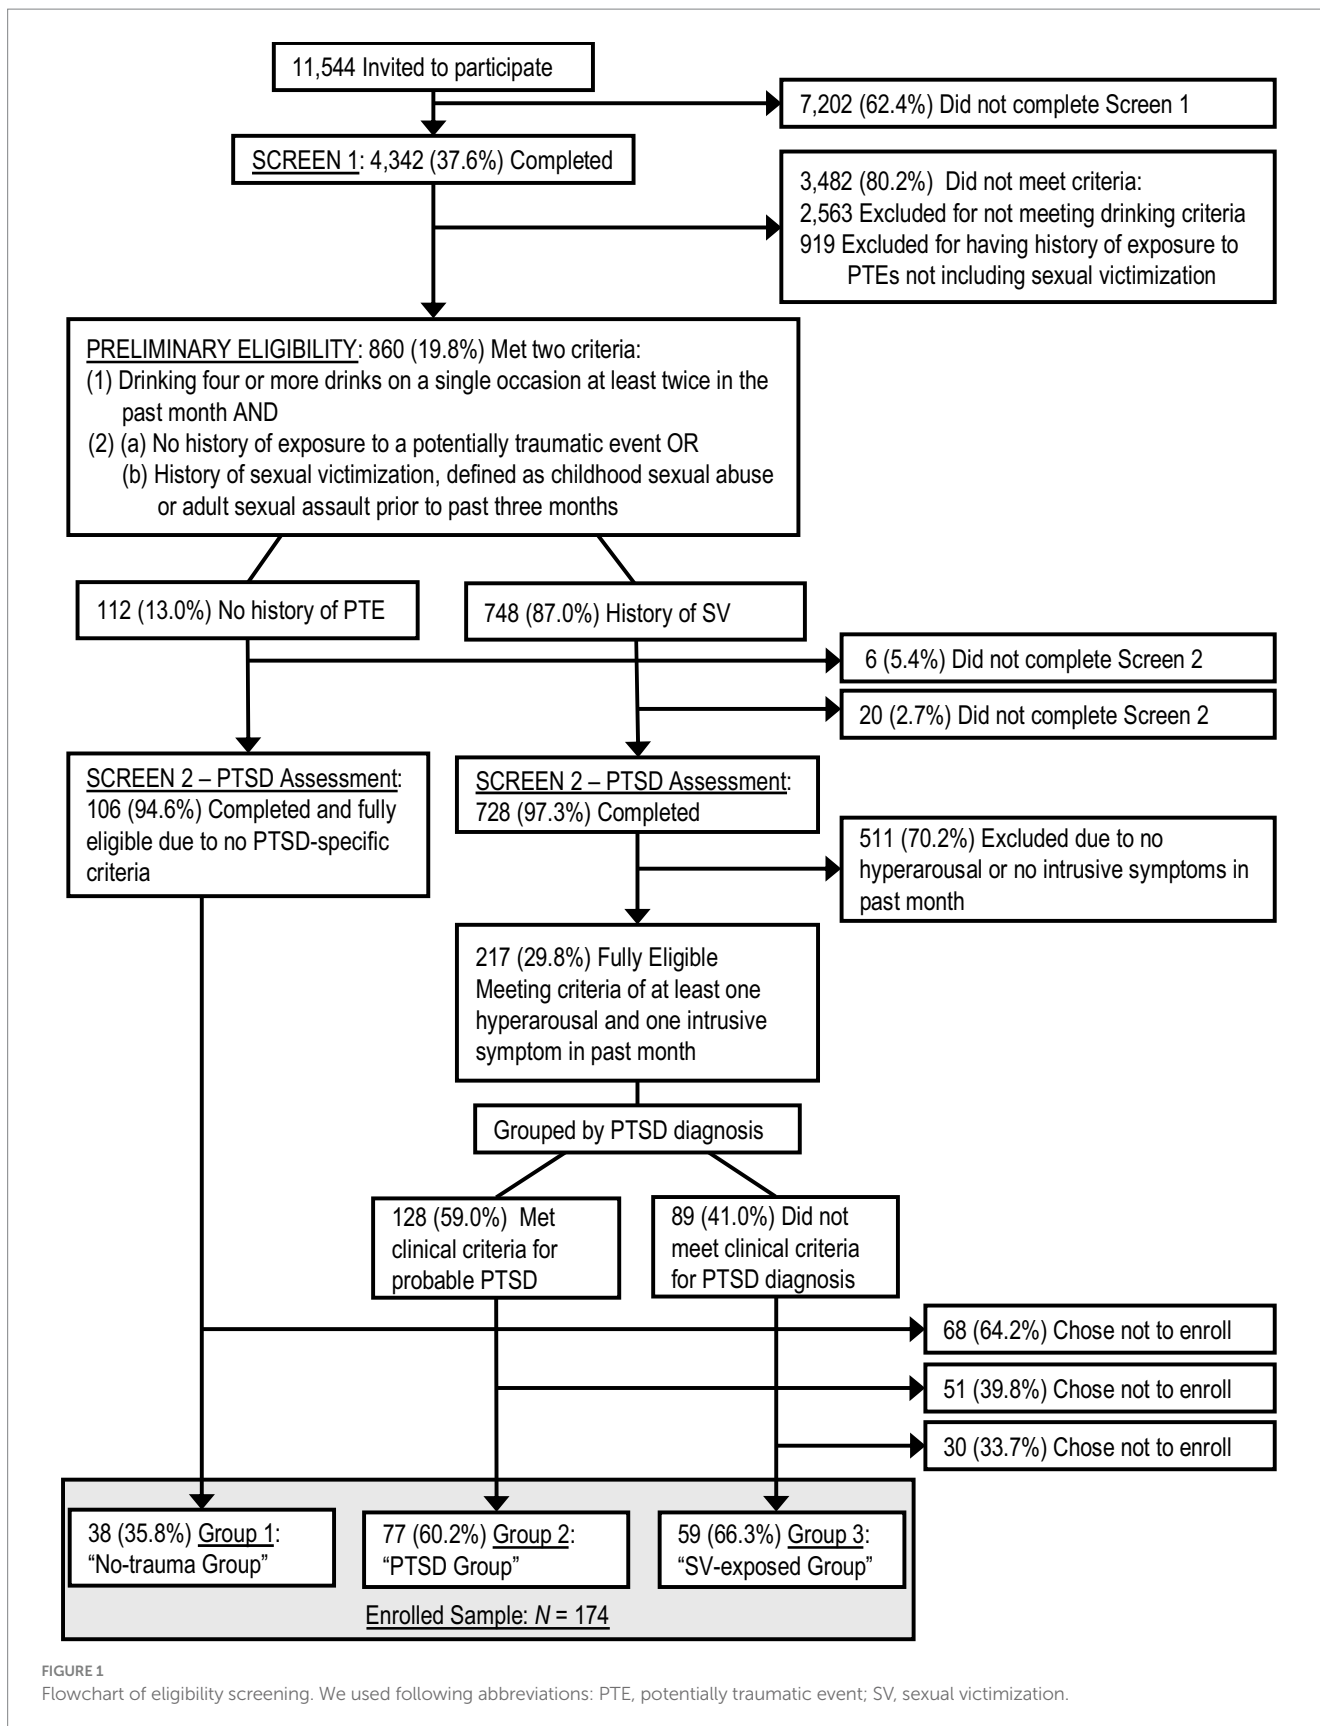 11,544 Invited to participate
7,202 (62.4%) Did not complete Screen 1
SCREEN 1: 4,342 (37.6%) Completed
3,482 (80.2%) Did not meet criteria:
2,563 Excluded for not meeting drinking criteria
919 Excluded for having history of exposure to
PTEs not including sexual victimization
PRELIMINARY ELIGIBILITY: 860 (19.8%) Met two criteria:
(1) Drinking four or more drinks on a single occasion at least twice in the
past month AND
(2) (a) No history of exposure to a potentially traumatic event OR
(b) History of sexual victimization, defined as childhood sexual abuse
or adult sexual assault prior to past three months
112 (13.0%) No history of PTE
748 (87.0%) History of SV
6 (5.4%) Did not complete Screen 2
20 (2.7%) Did not complete Screen 2
SCREEN 2 – PTSD Assessment:
106 (94.6%) Completed and fully
eligible due to no PTSD-specific
criteria
SCREEN 2 – PTSD Assessment:
728 (97.3%) Completed
511 (70.2%) Excluded due to no
hyperarousal or no intrusive symptoms in
past month
217 (29.8%) Fully Eligible
Meeting criteria of at least one
hyperarousal and one intrusive
symptom in past month
Grouped by PTSD diagnosis
128 (59.0%) Met
clinical criteria for
probable PTSD
89 (41.0%) Did not
meet clinical criteria
for PTSD diagnosis
68 (64.2%) Chose not to enroll
51 (39.8%) Chose not to enroll
30 (33.7%) Chose not to enroll
38 (35.8%) Group 1:
“No-trauma Group”
77 (60.2%) Group 2:
“PTSD Group”
59 (66.3%) Group 3:
“SV-exposed Group”
Enrolled Sample: N = 174
FIGURE 1
Flowchart of eligibility screening. We used following abbreviations: PTE, potentially traumatic event; SV, sexual victimization.